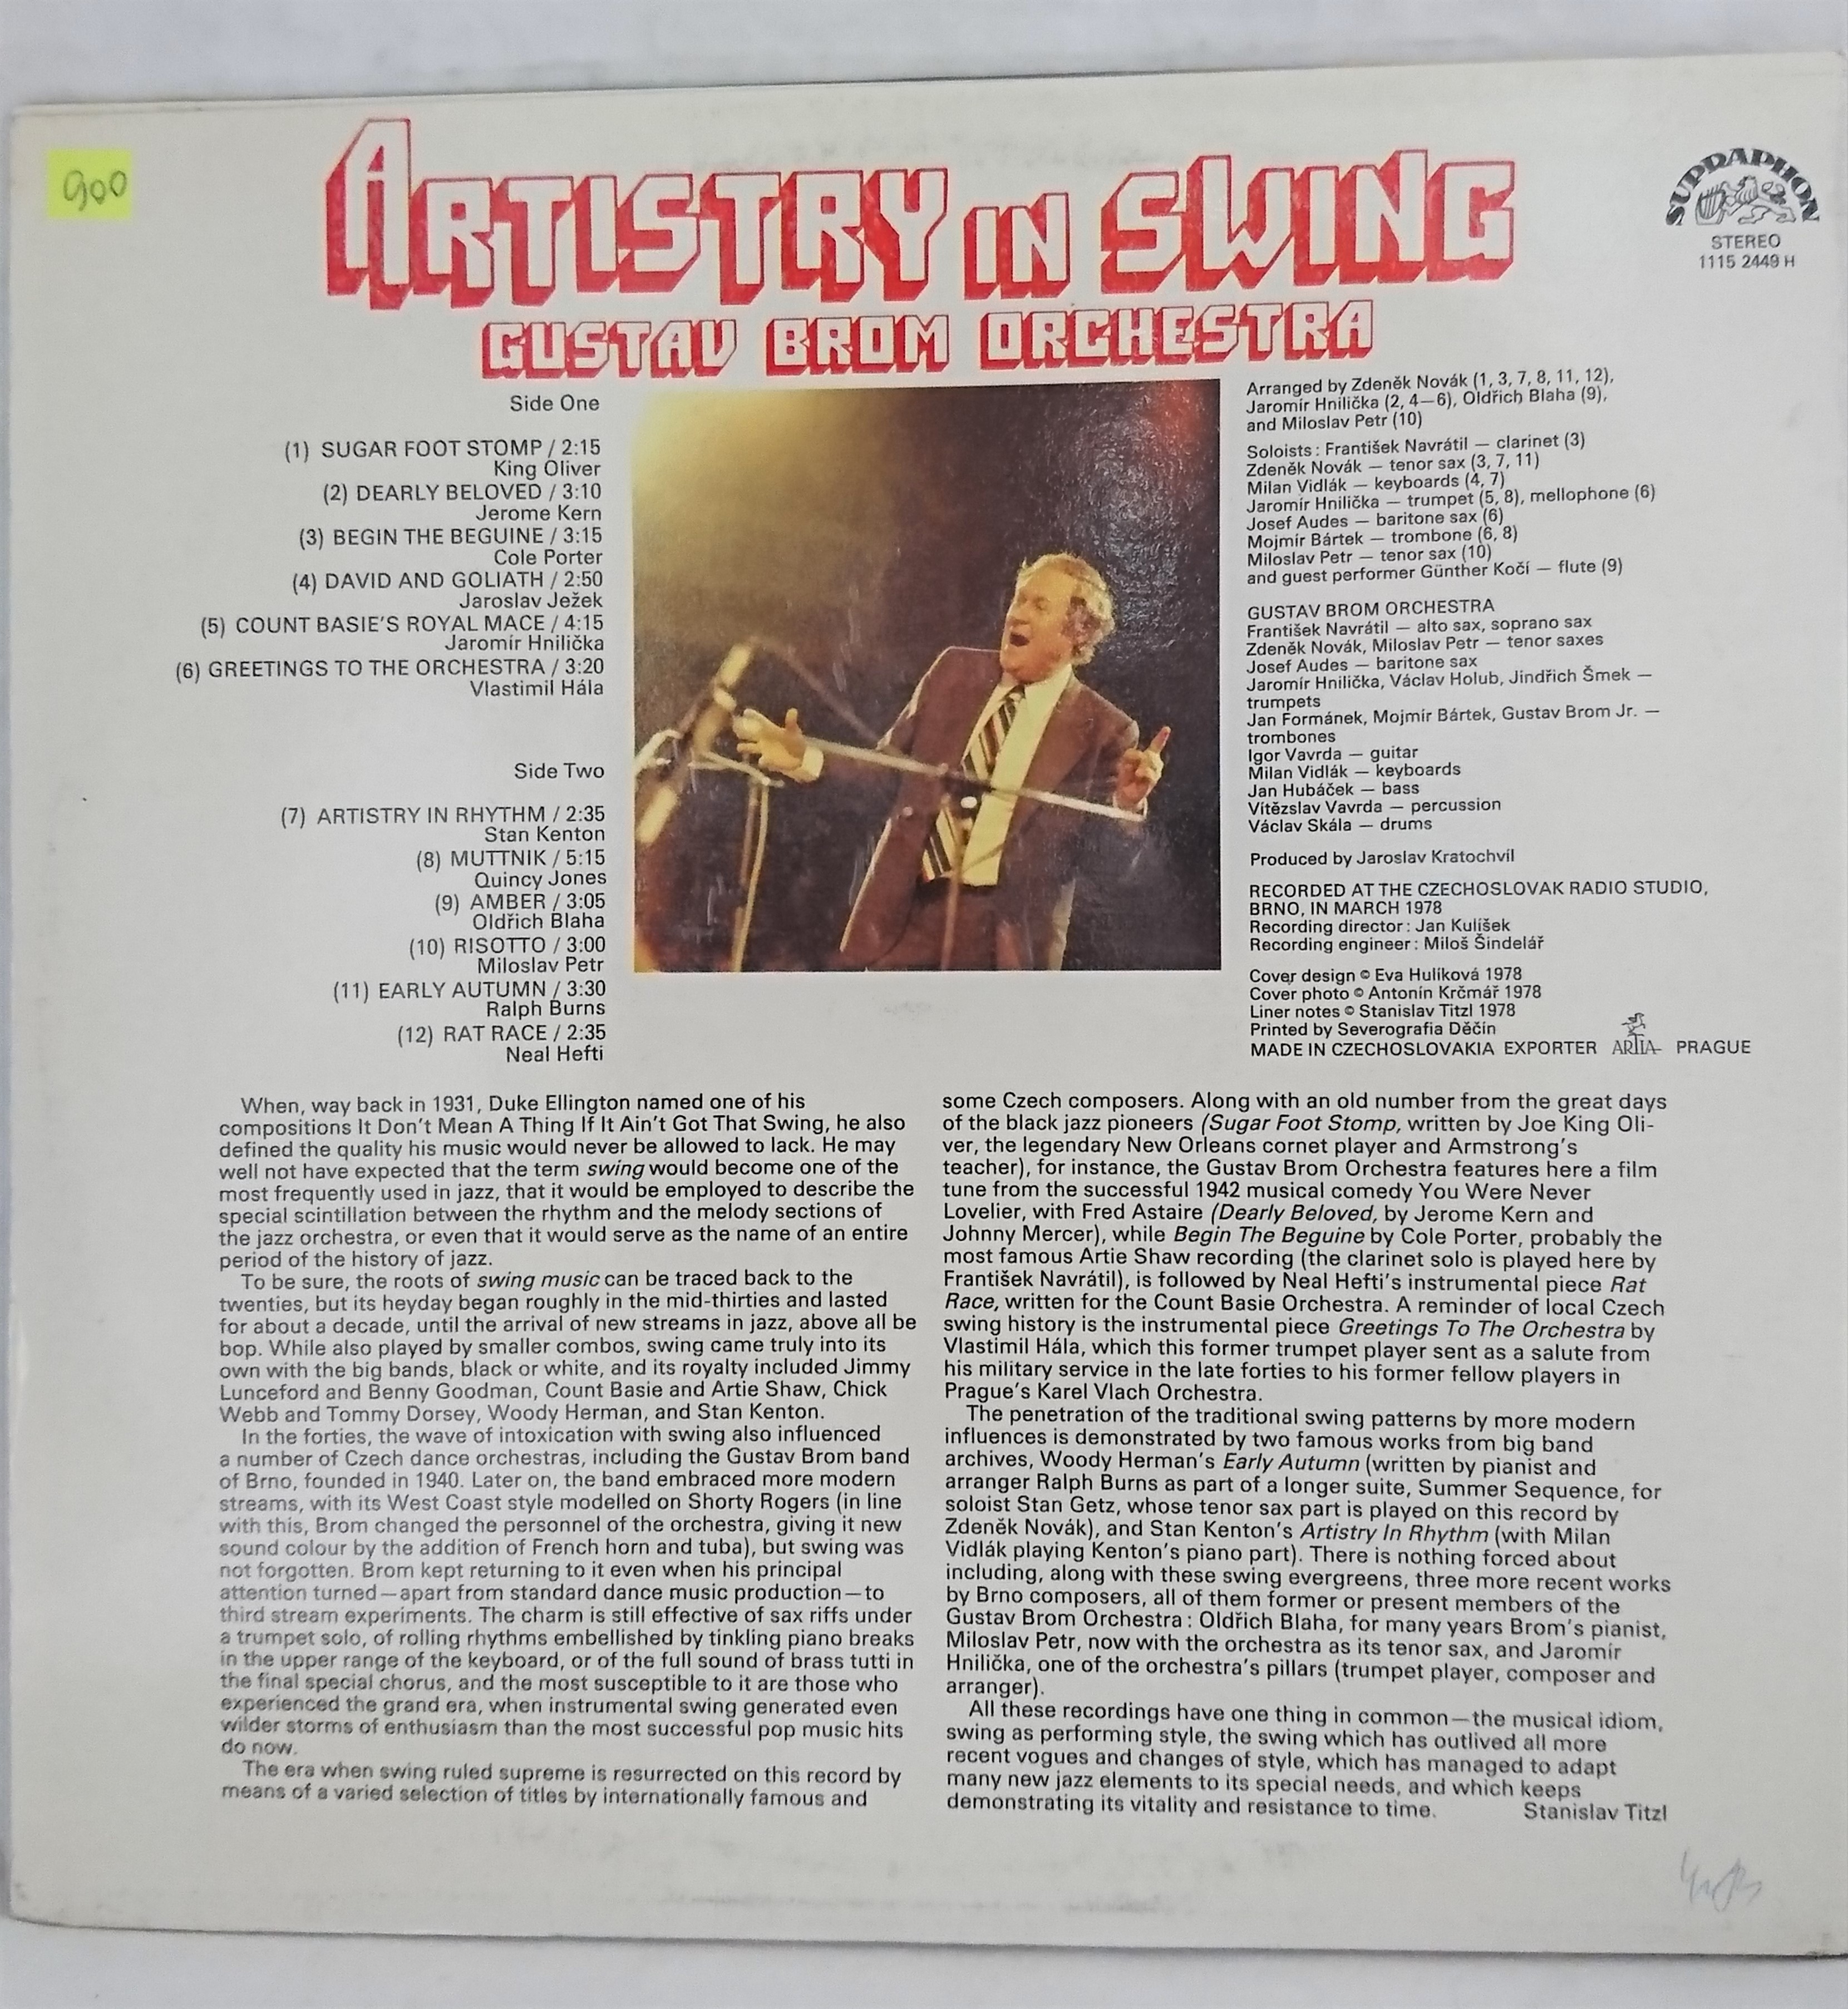 900
ARTISTRY IN SWING
GUSTAV BROM ORCHESTRA
SUPRAPHON
STEREO
1115 2449 H
Side One
(1) SUGAR FOOT STOMP / 2:15
King Oliver
(2) DEARLY BELOVED / 3:10
Jerome Kern
(3) BEGIN THE BEGUINE / 3:15
Cole Porter
(4) DAVID AND GOLIATH / 2:50
Jaroslav Ježek
(5) COUNT BASIE'S ROYAL MACE / 4:15
Jaromír Hnilička
(6) GREETINGS TO THE ORCHESTRA / 3:20
Vlastimil Hála
Side Two
(7) ARTISTRY IN RHYTHM / 2:35
Stan Kenton
(8) MUTTNIK / 5:15
Quincy Jones
(9) AMBER / 3:05
Oldřich Blaha
(10) RISOTTO / 3:00
Miloslav Petr
(11) EARLY AUTUMN / 3:30
Ralph Burns
(12) RAT RACE / 2:35
Neal Hefti
Arranged by Zdeněk Novák (1, 3, 7, 8, 11, 12),
Jaromír Hnilička (2, 4—6), Oldřich Blaha (9),
and Miloslav Petr (10)
Soloists: František Navrátil — clarinet (3)
Zdeněk Novák — tenor sax (3, 7, 11)
Milan Vidlák — keyboards (4, 7)
Jaromír Hnilička — trumpet (5, 8), mellophone (6)
Josef Audes — baritone sax (6)
Mojmír Bártek — trombone (6, 8)
Miloslav Petr — tenor sax (10)
and guest performer Günther Kočí — flute (9)
GUSTAV BROM ORCHESTRA
František Navrátil — alto sax, soprano sax
Zdeněk Novák, Miloslav Petr — tenor saxes
Josef Audes — baritone sax
Jaromír Hnilička, Václav Holub, Jindřich Šmek —
trumpets
Jan Formánek, Mojmír Bártek, Gustav Brom Jr. —
trombones
Igor Vavrda — guitar
Milan Vidlák — keyboards
Jan Hubáček — bass
Vítězslav Vavrda — percussion
Václav Skála — drums
Produced by Jaroslav Kratochvíl
RECORDED AT THE CZECHOSLOVAK RADIO STUDIO,
BRNO, IN MARCH 1978
Recording director: Jan Kulíšek
Recording engineer: Miloš Šindelář
Cover design © Eva Hulíková 1978
Cover photo © Antonín Krčmář 1978
Liner notes © Stanislav Titzl 1978
Printed by Severografia Děčín
MADE IN CZECHOSLOVAKIA EXPORTER ARTIA PRAGUE
When, way back in 1931, Duke Ellington named one of his
compositions It Don't Mean A Thing If It Ain't Got That Swing, he also
defined the quality his music would never be allowed to lack. He may
well not have expected that the term swing would become one of the
most frequently used in jazz, that it would be employed to describe the
special scintillation between the rhythm and the melody sections of
the jazz orchestra, or even that it would serve as the name of an entire
period of the history of jazz.
To be sure, the roots of swing music can be traced back to the
twenties, but its heyday began roughly in the mid-thirties and lasted
for about a decade, until the arrival of new streams in jazz, above all be
bop. While also played by smaller combos, swing came truly into its
own with the big bands, black or white, and its royalty included Jimmy
Lunceford and Benny Goodman, Count Basie and Artie Shaw, Chick
Webb and Tommy Dorsey, Woody Herman, and Stan Kenton.
In the forties, the wave of intoxication with swing also influenced
a number of Czech dance orchestras, including the Gustav Brom band
of Brno, founded in 1940. Later on, the band embraced more modern
streams, with its West Coast style modelled on Shorty Rogers (in line
with this, Brom changed the personnel of the orchestra, giving it new
sound colour by the addition of French horn and tuba), but swing was
not forgotten. Brom kept returning to it even when his principal
attention turned—apart from standard dance music production—to
third stream experiments. The charm is still effective of sax riffs under
a trumpet solo, of rolling rhythms embellished by tinkling piano breaks
in the upper range of the keyboard, or of the full sound of brass tutti in
the final special chorus, and the most susceptible to it are those who
experienced the grand era, when instrumental swing generated even
wilder storms of enthusiasm than the most successful pop music hits
do now.
The era when swing ruled supreme is resurrected on this record by
means of a varied selection of titles by internationally famous and
some Czech composers. Along with an old number from the great days
of the black jazz pioneers (Sugar Foot Stomp, written by Joe King Oli-
ver, the legendary New Orleans cornet player and Armstrong's
teacher), for instance, the Gustav Brom Orchestra features here a film
tune from the successful 1942 musical comedy You Were Never
Lovelier, with Fred Astaire (Dearly Beloved, by Jerome Kern and
Johnny Mercer), while Begin The Beguine by Cole Porter, probably the
most famous Artie Shaw recording (the clarinet solo is played here by
František Navrátil), is followed by Neal Hefti's instrumental piece Rat
Race, written for the Count Basie Orchestra. A reminder of local Czech
swing history is the instrumental piece Greetings To The Orchestra by
Vlastimil Hála, which this former trumpet player sent as a salute from
his military service in the late forties to his former fellow players in
Prague's Karel Vlach Orchestra.
The penetration of the traditional swing patterns by more modern
influences is demonstrated by two famous works from big band
archives, Woody Herman's Early Autumn (written by pianist and
arranger Ralph Burns as part of a longer suite, Summer Sequence, for
soloist Stan Getz, whose tenor sax part is played on this record by
Zdeněk Novák), and Stan Kenton's Artistry In Rhythm (with Milan
Vidlák playing Kenton's piano part). There is nothing forced about
including, along with these swing evergreens, three more recent works
by Brno composers, all of them former or present members of the
Gustav Brom Orchestra: Oldřich Blaha, for many years Brom's pianist,
Miloslav Petr, now with the orchestra as its tenor sax, and Jaromír
Hnilička, one of the orchestra's pillars (trumpet player, composer and
arranger).
All these recordings have one thing in common—the musical idiom,
swing as performing style, the swing which has outlived all more
recent vogues and changes of style, which has managed to adapt
many new jazz elements to its special needs, and which keeps
demonstrating its vitality and resistance to time. Stanislav Titzl